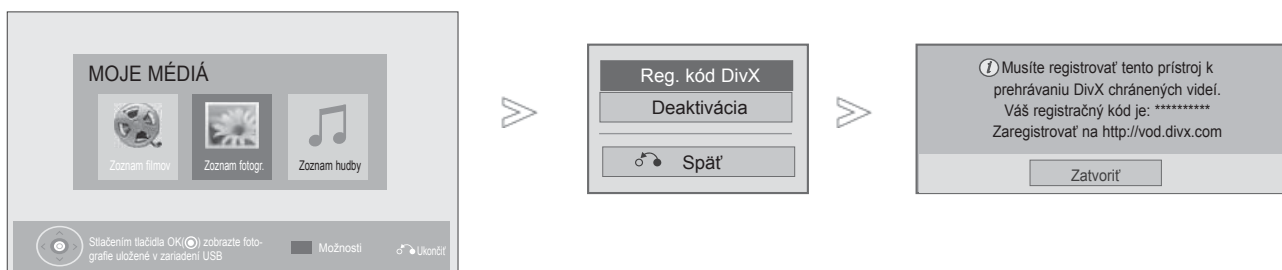 MOJE MÉDIÁ
Zoznam filmov
Zoznam fotogr.
Zoznam hudby
Stlačením tlačidla OK(◉) zobrazte foto-
grafie uložené v zariadení USB
Možnosti
Ukončiť
Reg. kód DivX
Deaktivácia
Späť
Musíte registrovať tento prístroj k
prehrávaniu DivX chránených videí.
Váš registračný kód je: **********
Zaregistrovať na http://vod.divx.com
Zatvoriť